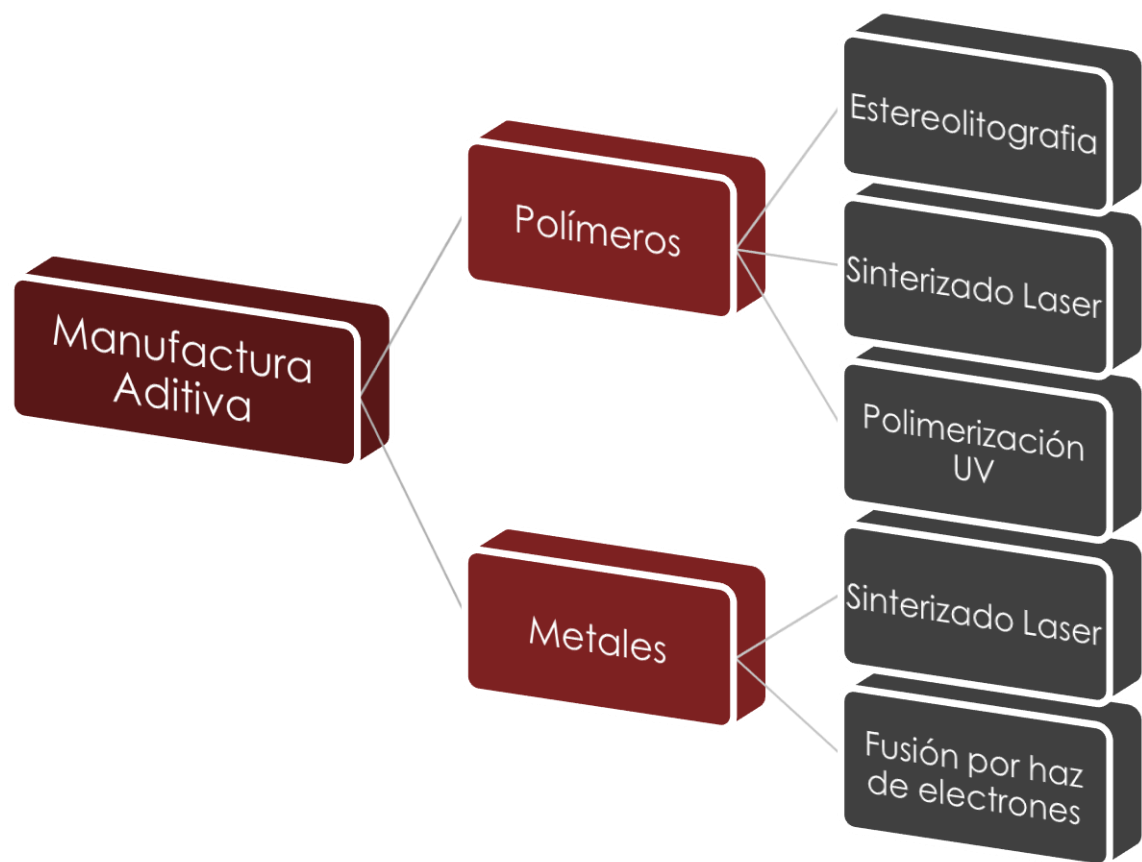 Manufactura
Aditiva
Polímeros
Estereolitografia
Sinterizado Laser
Polimerización
UV
Metales
Sinterizado Laser
Fusión por haz
de electrones